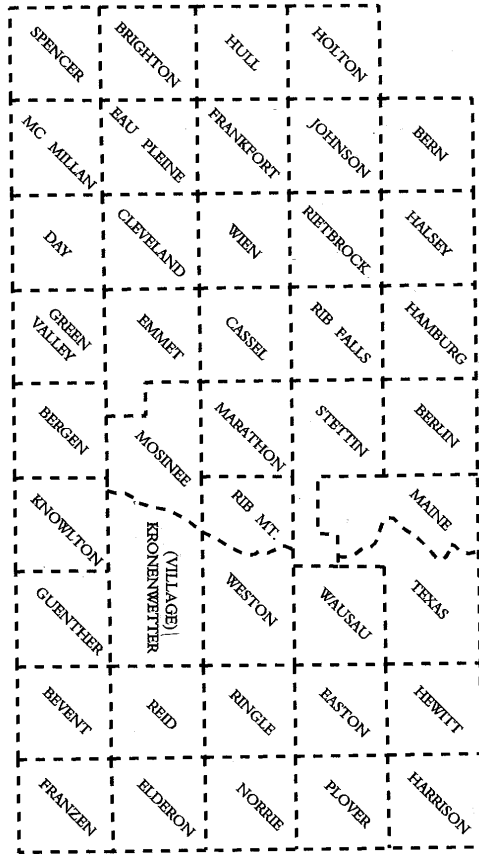 SPENCER
BRIGHTON
HULL
HOLTON
MC MILLAN
EAU PLEINE
FRANKFORT
JOHNSON
BERN
DAY
CLEVELAND
WIEN
RIETBROCK
HALSEY
GREEN
VALLEY
EMMET
CASSEL
RIB FALLS
HAMBURG
BERGEN
MOSINEE
MARATHON
STETTIN
BERLIN
KNOWLTON
(VILLAGE)
KRONENWETTER
RIB MT.
MAINE
GUENTHER
WESTON
WAUSAU
TEXAS
BEVENT
REID
RINGLE
EASTON
HEWITT
FRANZEN
ELDERON
NORRIE
PLOVER
HARRISON